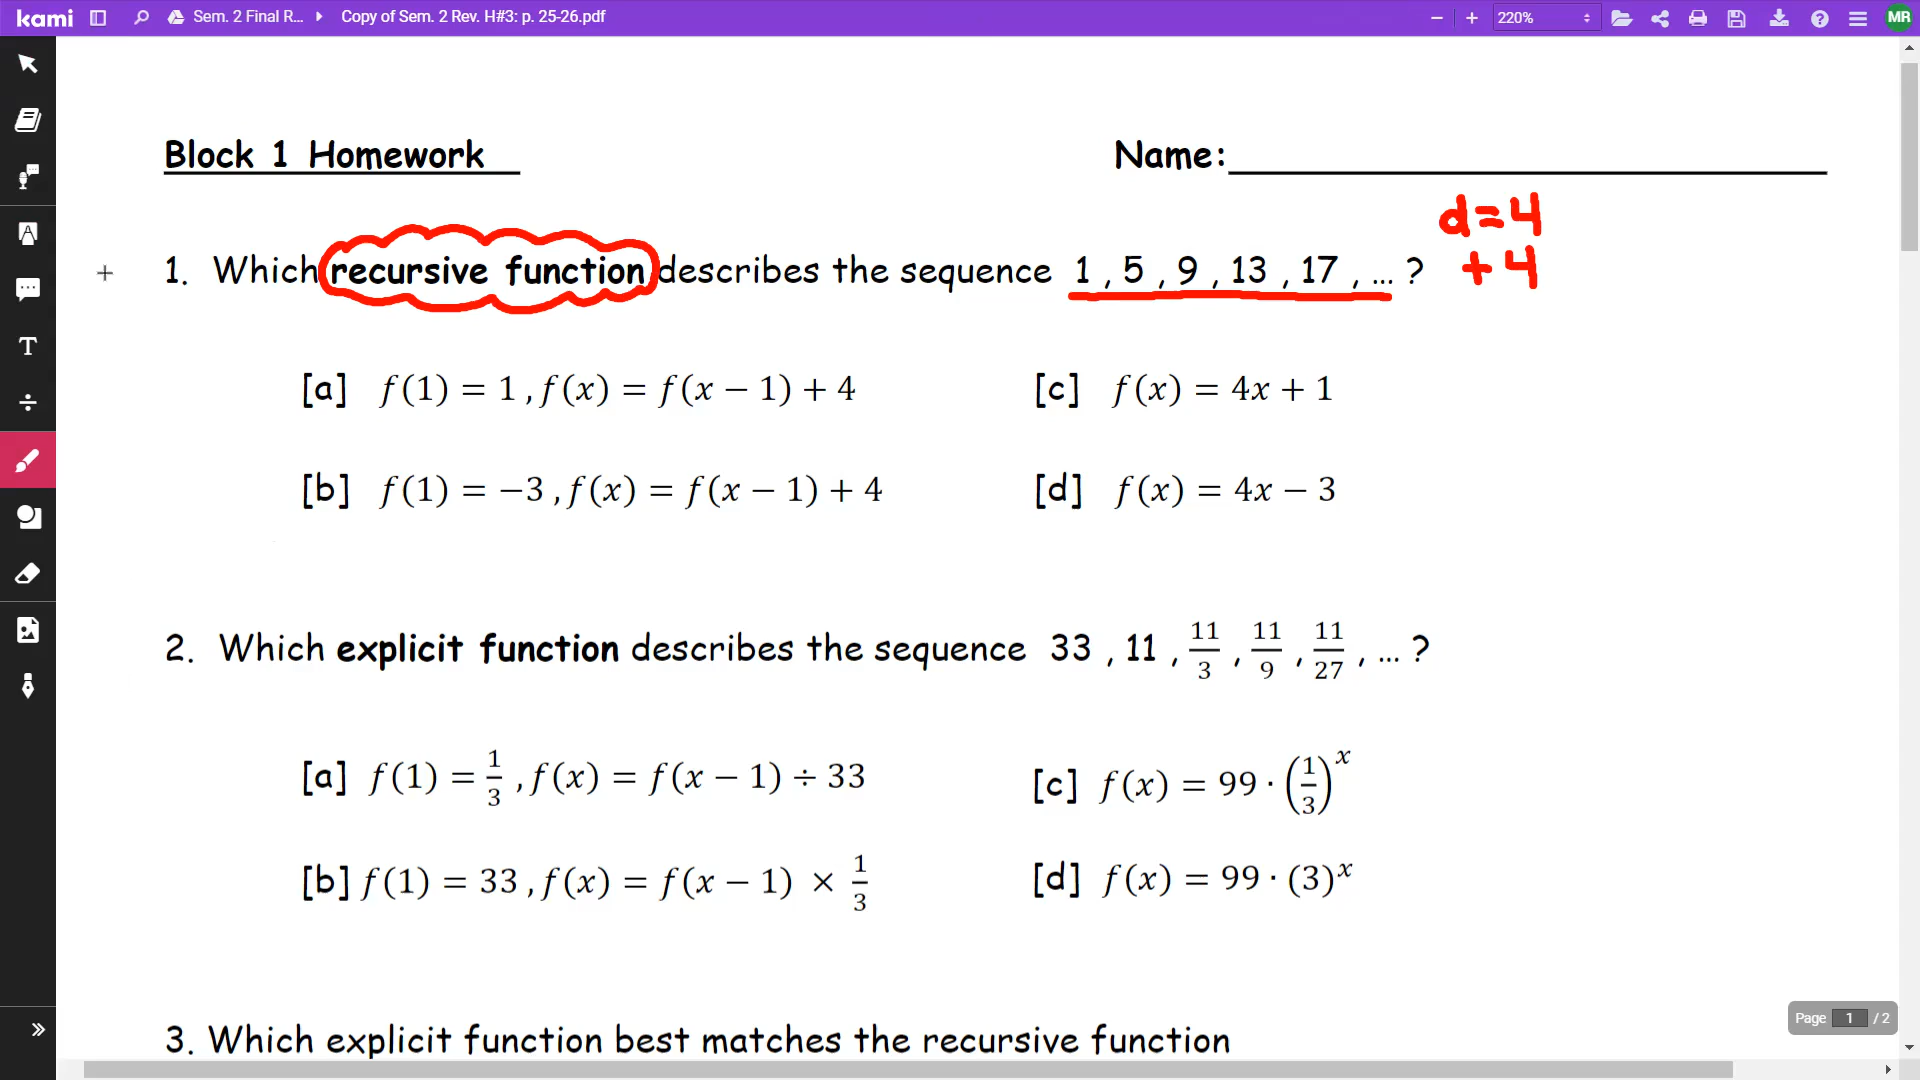 kami Sem. 2 Final R... Copy of Sem. 2 Rev. H#3: p. 25-26.pdf 220% MR
Block 1 Homework Name:
d=4
1. Which recursive function describes the sequence 1 , 5 , 9 , 13 , 17 , ... ? +4
[a] f(1) = 1 , f(x) = f(x − 1) + 4 [c] f(x) = 4x + 1
[b] f(1) = −3 , f(x) = f(x − 1) + 4 [d] f(x) = 4x − 3
2. Which explicit function describes the sequence 33 , 11 , 11/3 , 11/9 , 11/27 , ... ?
[a] f(1) = 1/3 , f(x) = f(x − 1) ÷ 33 [c] f(x) = 99 · (1/3)^x
[b] f(1) = 33 , f(x) = f(x − 1) × 1/3 [d] f(x) = 99 · (3)^x
Page 1 / 2
3. Which explicit function best matches the recursive function